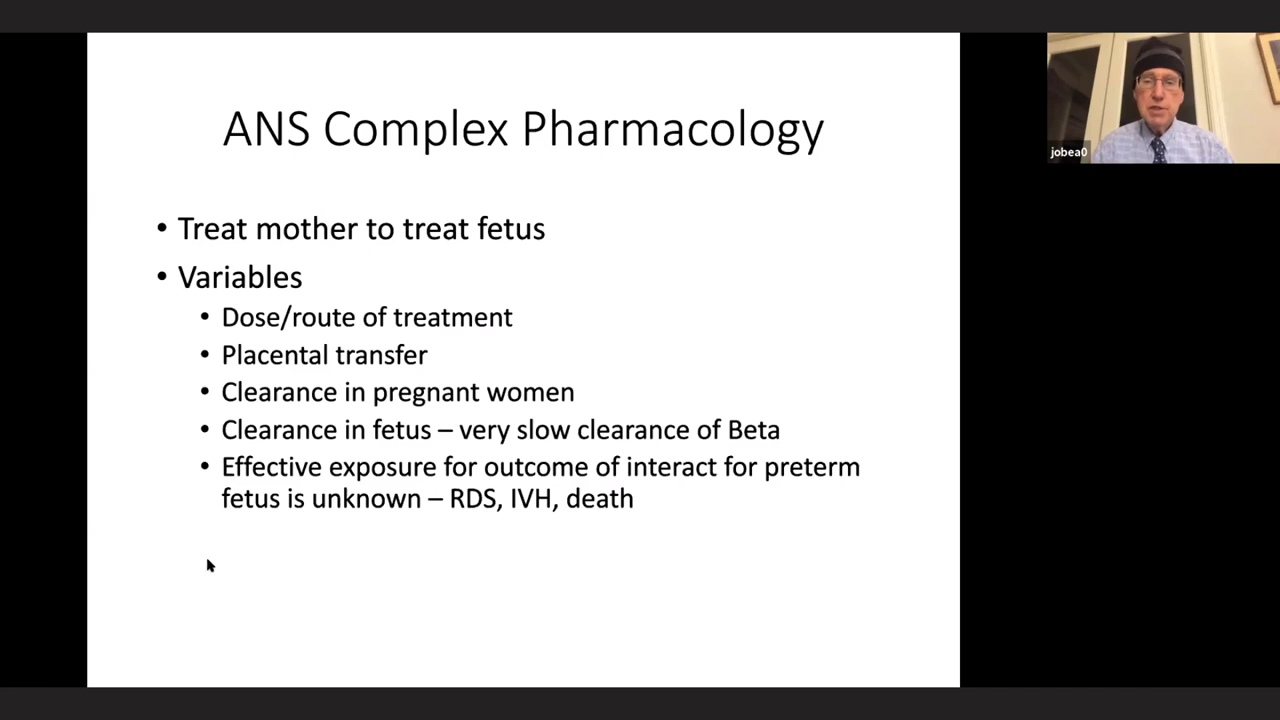 ANS Complex Pharmacology
• Treat mother to treat fetus
• Variables
• Dose/route of treatment
• Placental transfer
• Clearance in pregnant women
• Clearance in fetus – very slow clearance of Beta
• Effective exposure for outcome of interact for preterm
fetus is unknown – RDS, IVH, death
jobea0